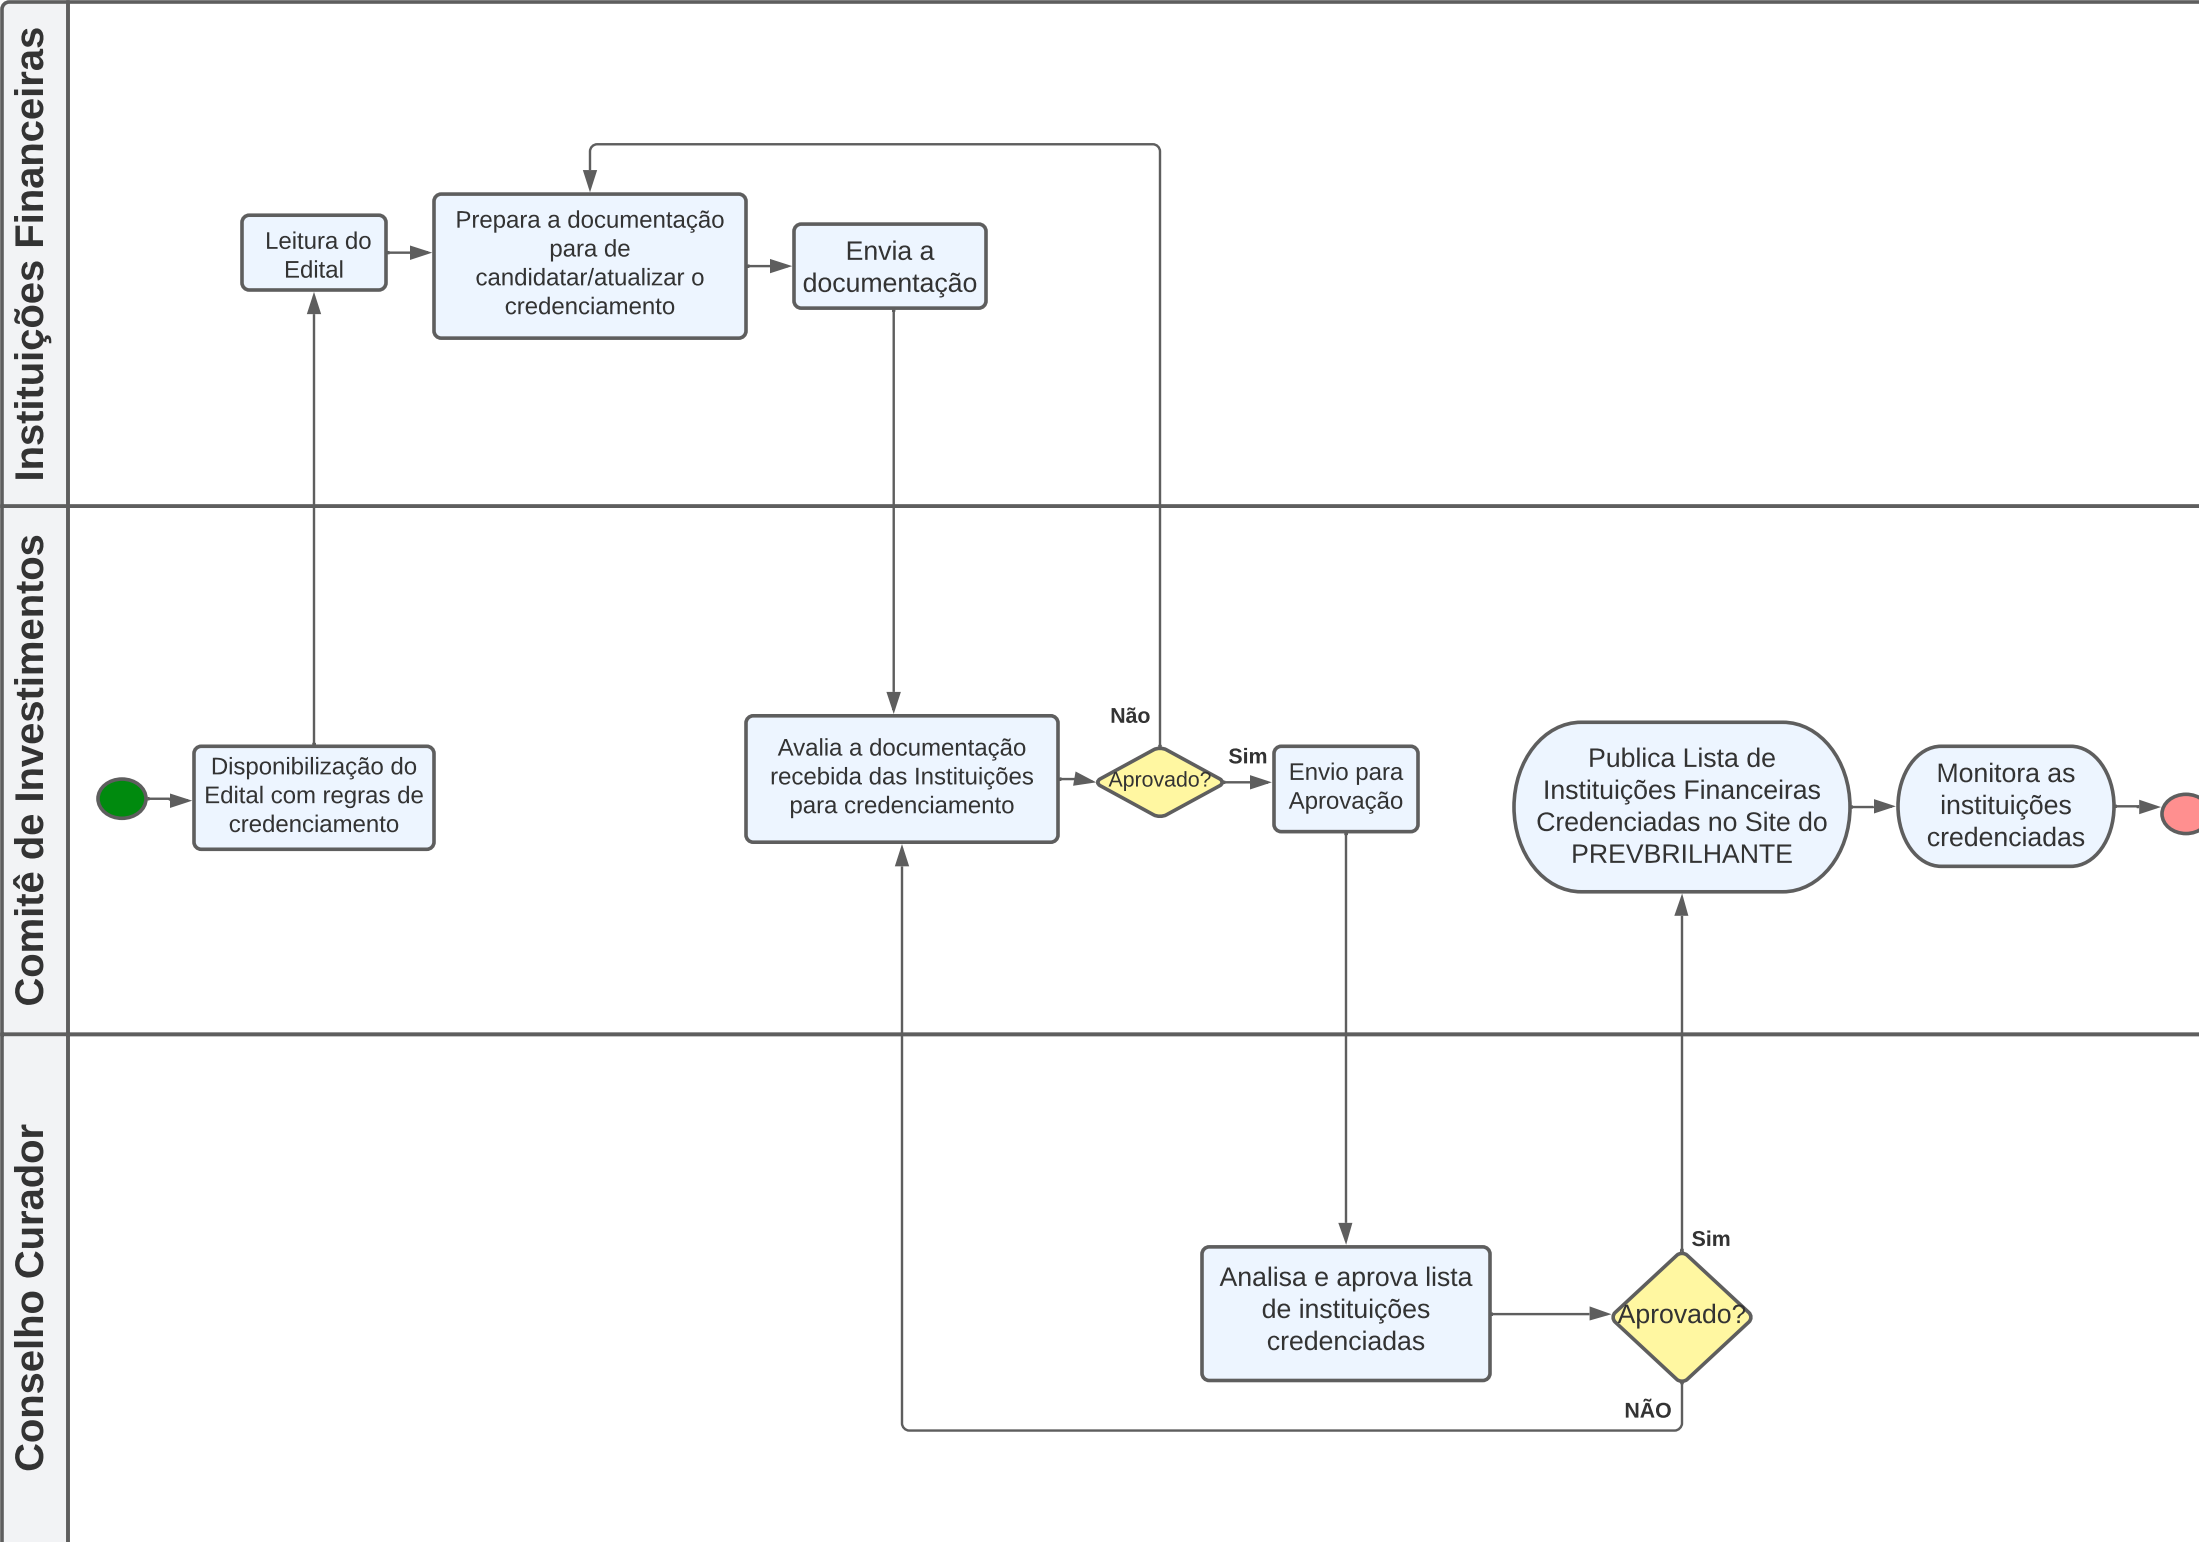 Instituições Financeiras
Leitura do
Edital
Prepara a documentação
para de
candidatar/atualizar o
credenciamento
Envia a
documentação
Comitê de Investimentos
Disponibilização do
Edital com regras de
credenciamento
Avalia a documentação
recebida das Instituições
para credenciamento
Não
Aprovado?
Sim
Envio para
Aprovação
Publica Lista de
Instituições Financeiras
Credenciadas no Site do
PREVBRILHANTE
Monitora as
instituições
credenciadas
Conselho Curador
Analisa e aprova lista
de instituições
credenciadas
Sim
Aprovado?
NÃO